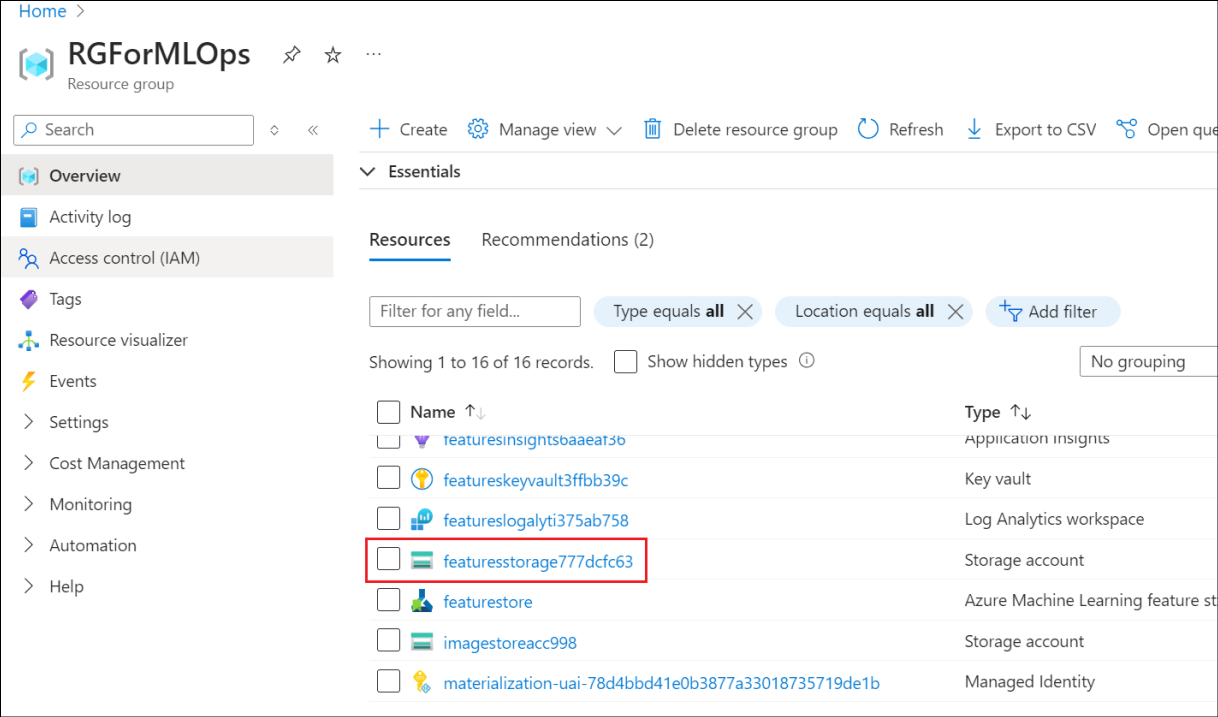 Home
RGForMLOps
Resource group
Search
Create Manage view Delete resource group Refresh Export to CSV Open que
Essentials
Overview
Activity log
Access control (IAM)
Tags
Resource visualizer
Events
Settings
Cost Management
Monitoring
Automation
Help
Resources Recommendations (2)
Filter for any field... Type equals all Location equals all Add filter
Showing 1 to 16 of 16 records. Show hidden types No grouping
Name Type
featuresinsights6aaeaf36 Application Insights
featureskeyvault3ffbb39c Key vault
featureslogalyti375ab758 Log Analytics workspace
featuresstorage777dcfc63 Storage account
featurestore Azure Machine Learning feature st
imagestoreacc998 Storage account
materialization-uai-78d4bbd41e0b3877a33018735719de1b Managed Identity